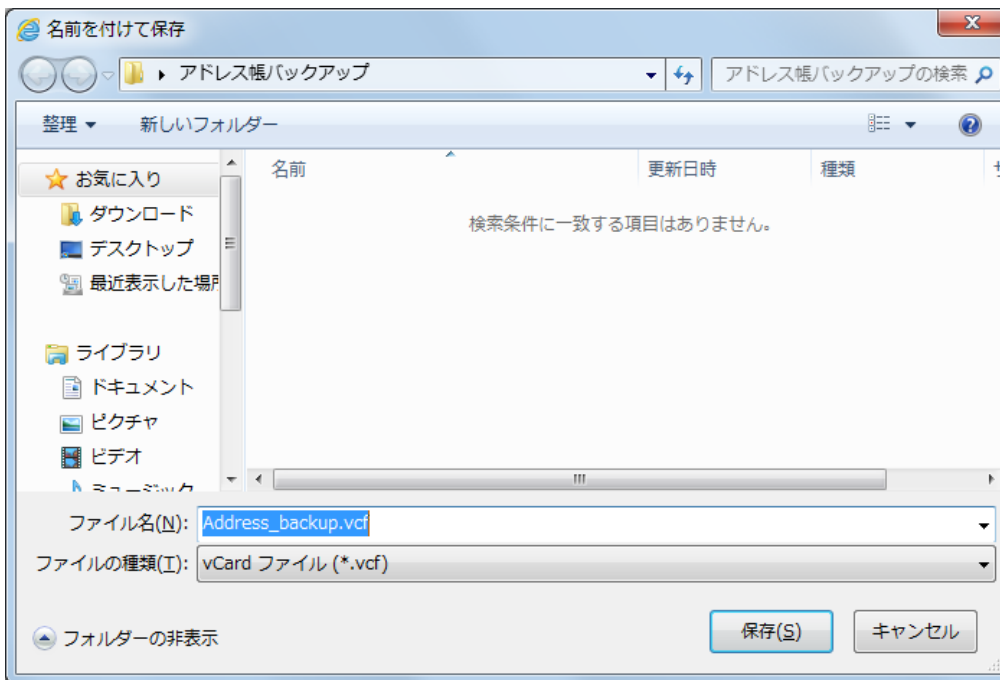 名前を付けて保存
アドレス帳バックアップ
アドレス帳バックアップの検索
整理
新しいフォルダー
お気に入り
ダウンロード
デスクトップ
最近表示した場所
ライブラリ
ドキュメント
ピクチャ
ビデオ
ミュージック
名前
更新日時
種類
サ
検索条件に一致する項目はありません。
ファイル名(N):
Address_backup.vcf
ファイルの種類(T):
vCard ファイル (*.vcf)
フォルダーの非表示
保存(S)
キャンセル